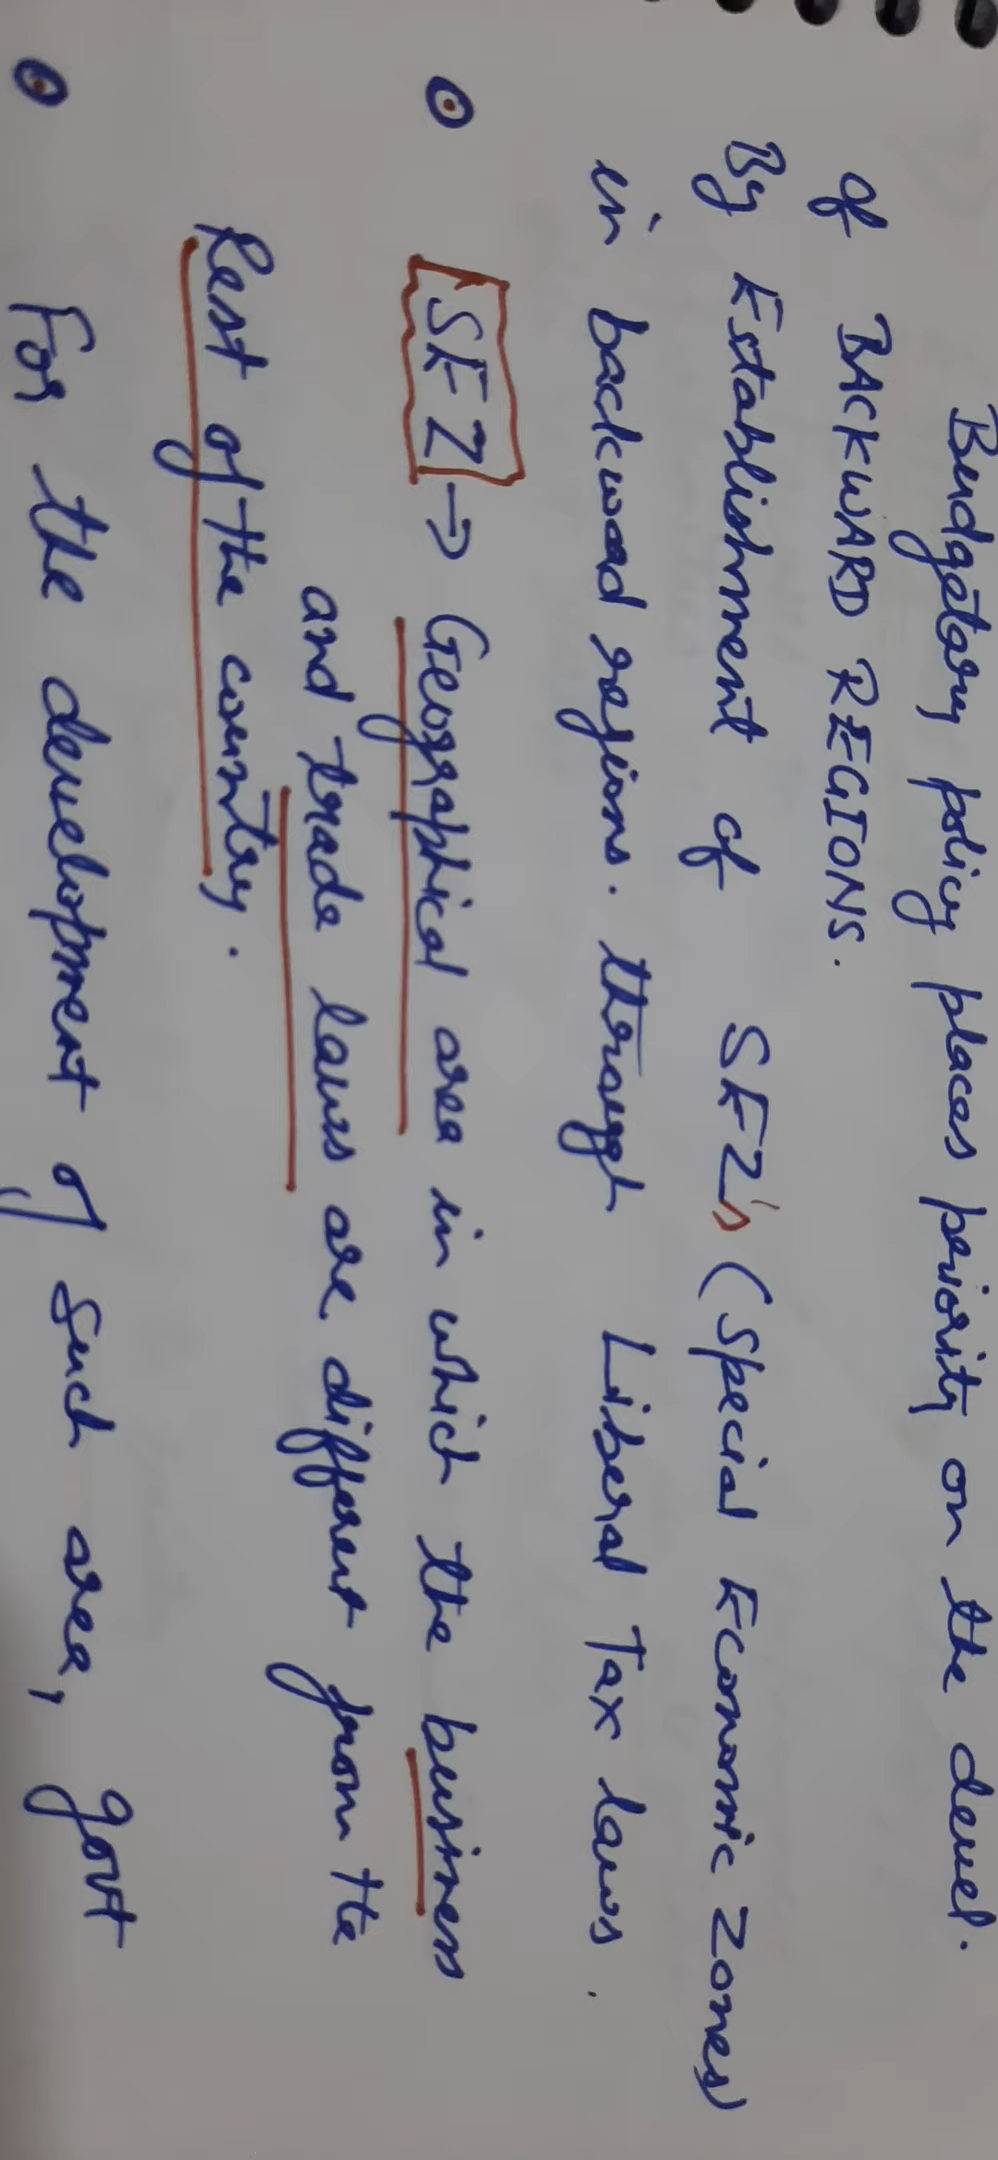 Budgetary policy places priority on the devel.
of BACKWARD REGIONS.
By Establishment of SEZ's (Special Economic Zones)
in backward regions. through Liberal Tax laws.
SEZ → Geographical area in which the business
and trade laws are different from the
Rest of the country.
For the development of such area, govt